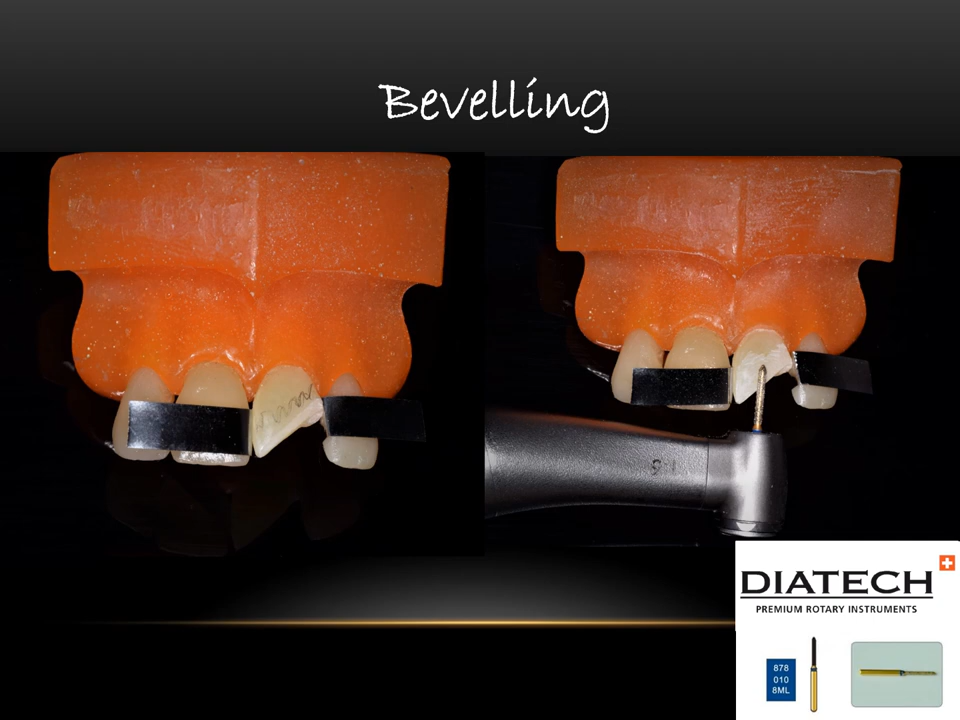 Bevelling
DIATECH
PREMIUM ROTARY INSTRUMENTS
878
010
8ML